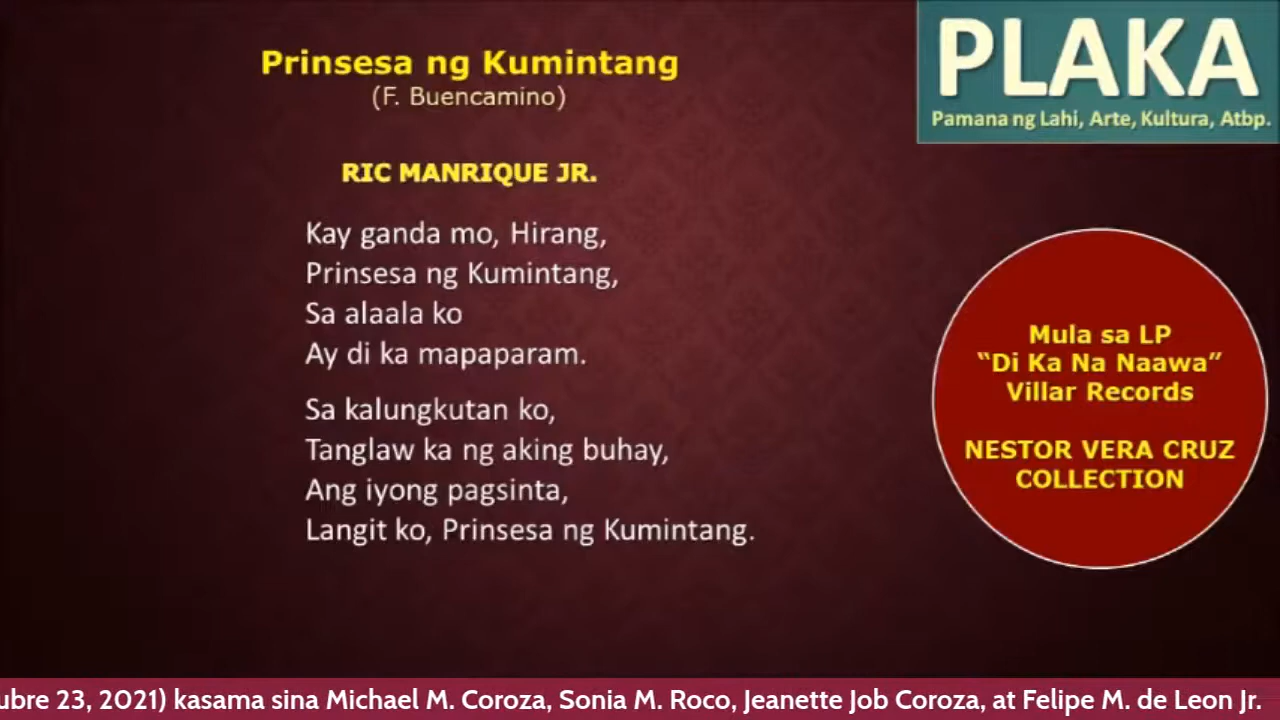 Prinsesa ng Kumintang
(F. Buencamino)
RIC MANRIQUE JR.
Kay ganda mo, Hirang,
Prinsesa ng Kumintang,
Sa alaala ko
Ay di ka mapaparam.
Sa kalungkutan ko,
Tanglaw ka ng aking buhay,
Ang iyong pagsinta,
Langit ko, Prinsesa ng Kumintang.
PLAKA
Pamana ng Lahi, Arte, Kultura, Atbp.
Mula sa LP
“Di Ka Na Naawa”
Villar Records
NESTOR VERA CRUZ
COLLECTION
23, 2021) kasama sina Michael M. Coroza, Sonia M. Roco, Jeanette Job Coroza, at Felipe M. de Leon Jr.